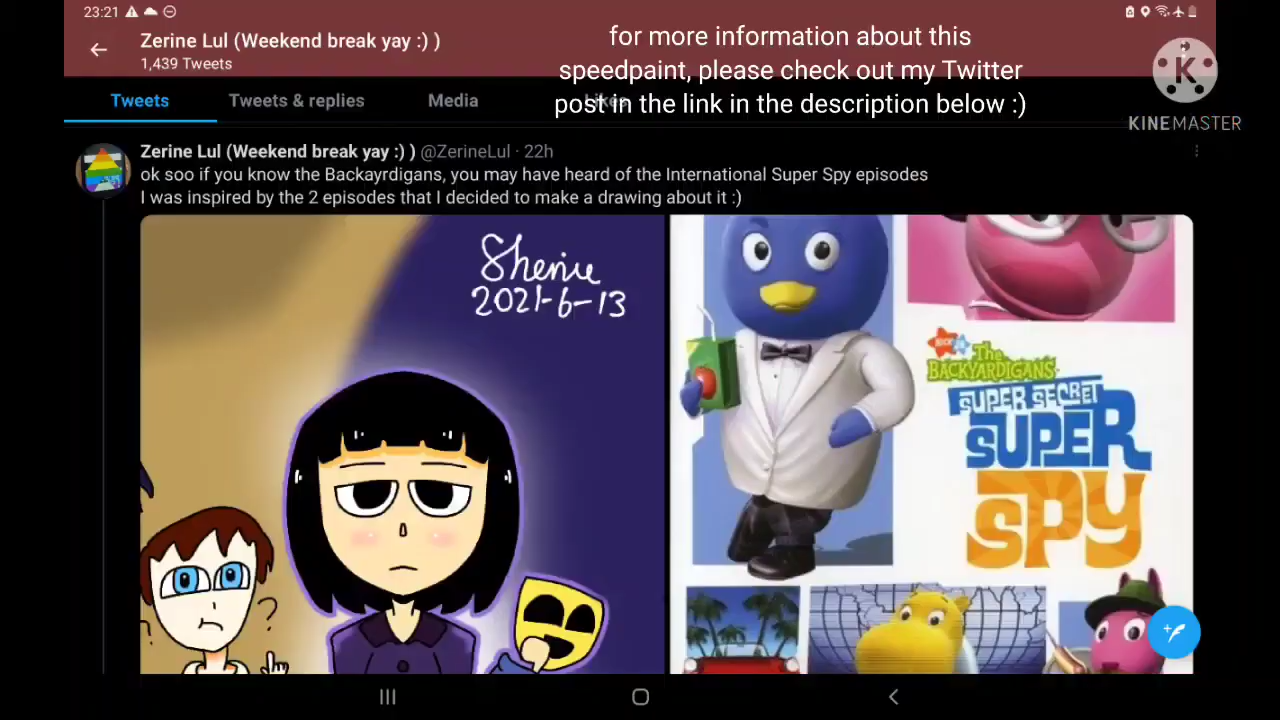 23:21
Zerine Lul (Weekend break yay :) )
1,439 Tweets
for more information about this
speedpaint, please check out my Twitter
post in the link in the description below :)
K
KINEMASTER
Tweets
Tweets & replies
Media
Likes
Zerine Lul (Weekend break yay :) ) @ZerineLul · 22h
ok soo if you know the Backayrdigans, you may have heard of the International Super Spy episodes
I was inspired by the 2 episodes that I decided to make a drawing about it :)
Sherine
2021-6-13
NICK JR
The
BACKYARDIGANS
SUPER SECRET
SUPER
SPY
? ?